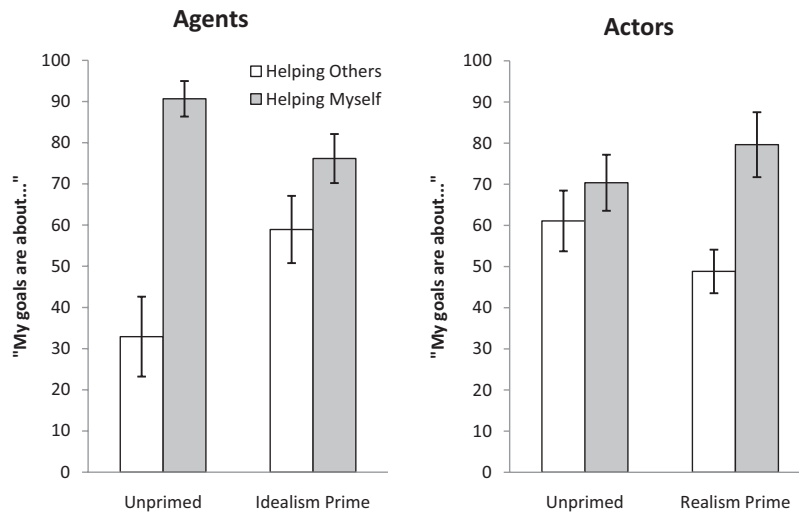 Agents
100
90
80
70
60
50
40
30
20
10
0
"My goals are about..."
Helping Others
Helping Myself
Unprimed Idealism Prime
Actors
100
90
80
70
60
50
40
30
20
10
0
"My goals are about..."
Unprimed Realism Prime